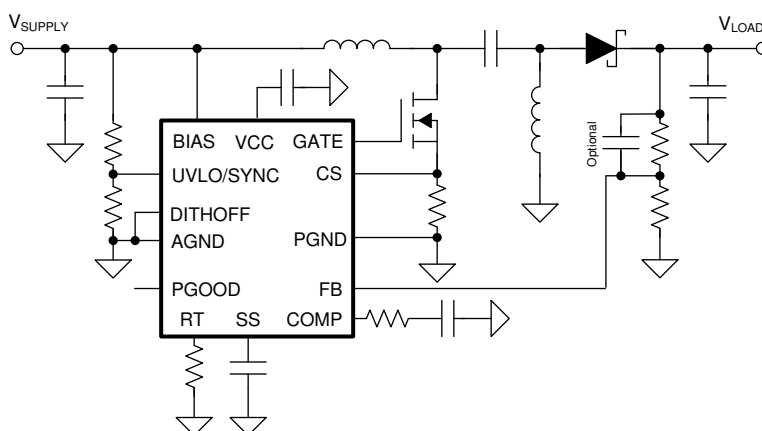 VSUPPLY
VLOAD
BIAS
VCC
GATE
Optional
UVLO/SYNC
CS
DITHOFF
AGND
PGND
PGOOD
FB
RT
SS
COMP